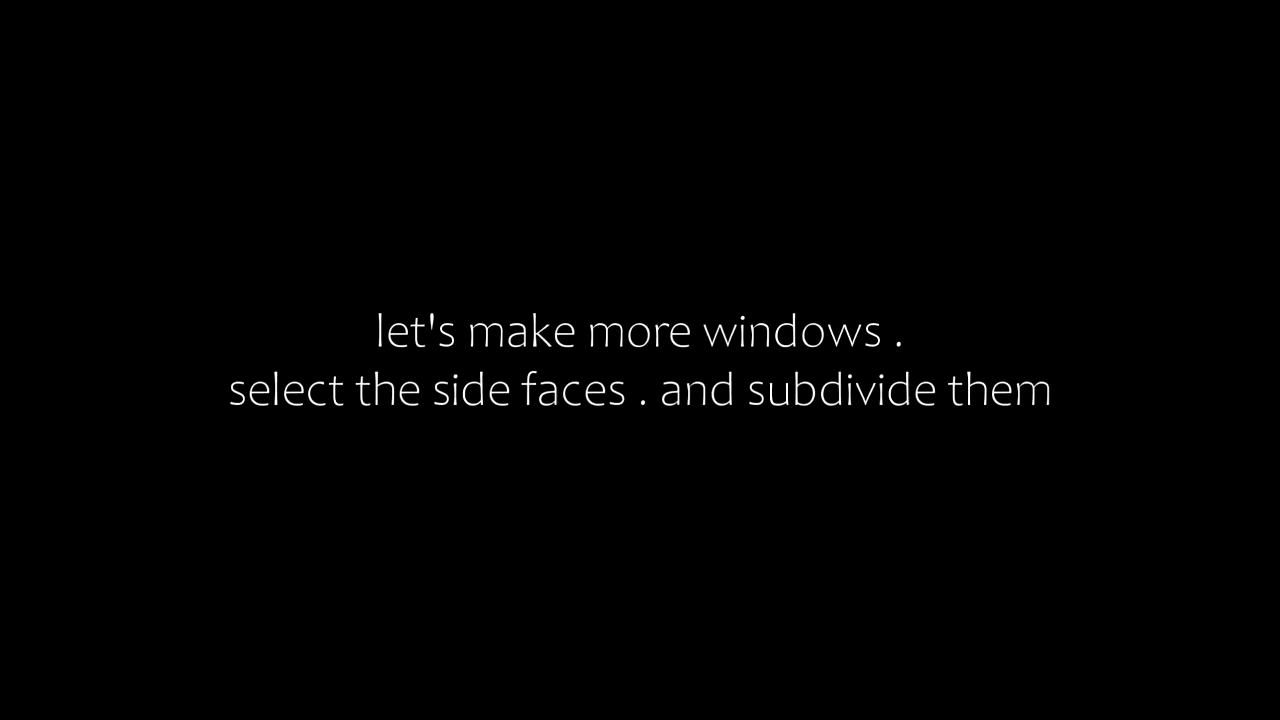 let's make more windows .
select the side faces . and subdivide them